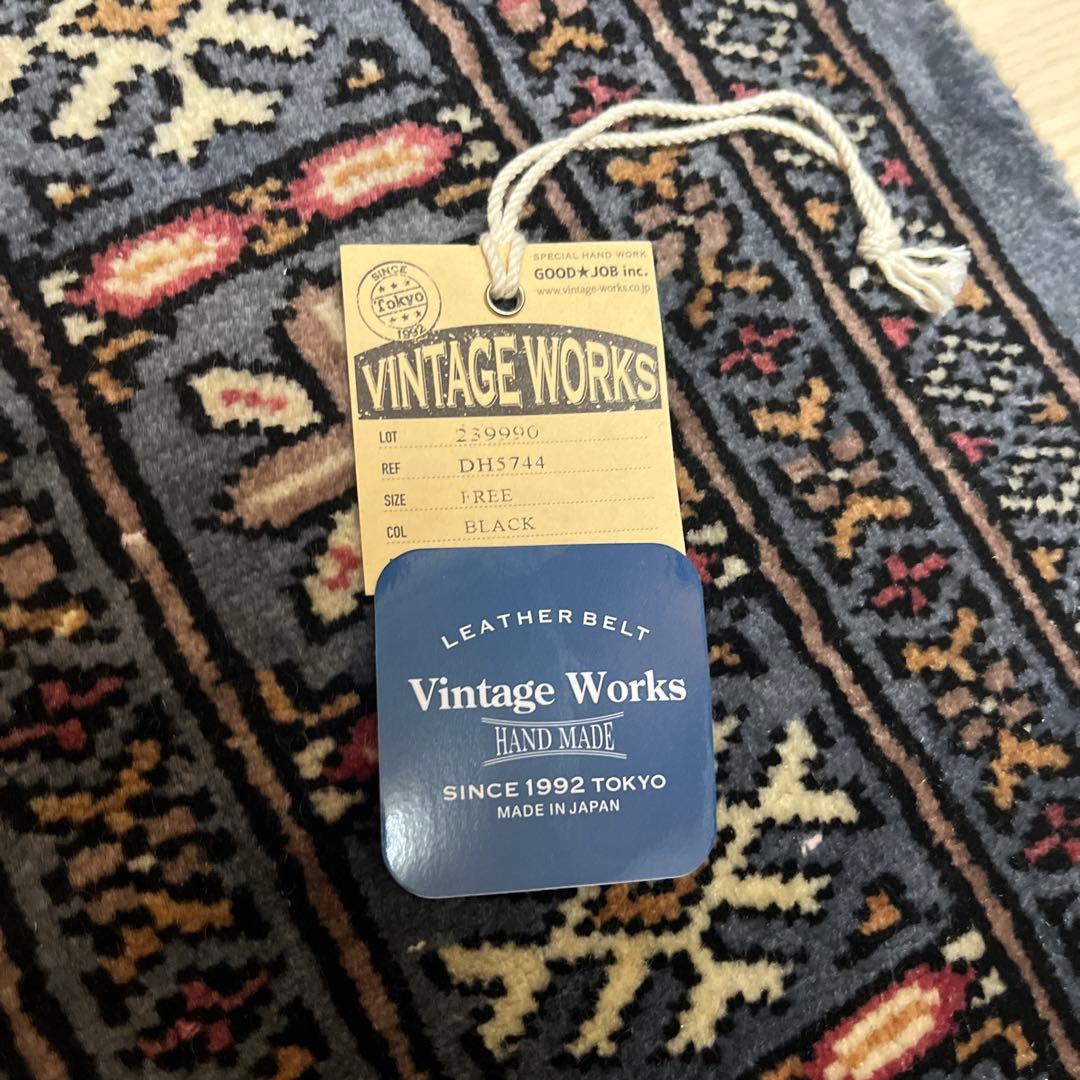 SPECIAL HAND WORK
GOOD★JOB inc.
www.vintage-works.co.jp
SINCE
Tokyo
1992
VINTAGE WORKS
LOT 239990
REF DH5744
SIZE FREE
COL BLACK
LEATHER BELT
Vintage Works
HAND MADE
SINCE 1992 TOKYO
MADE IN JAPAN